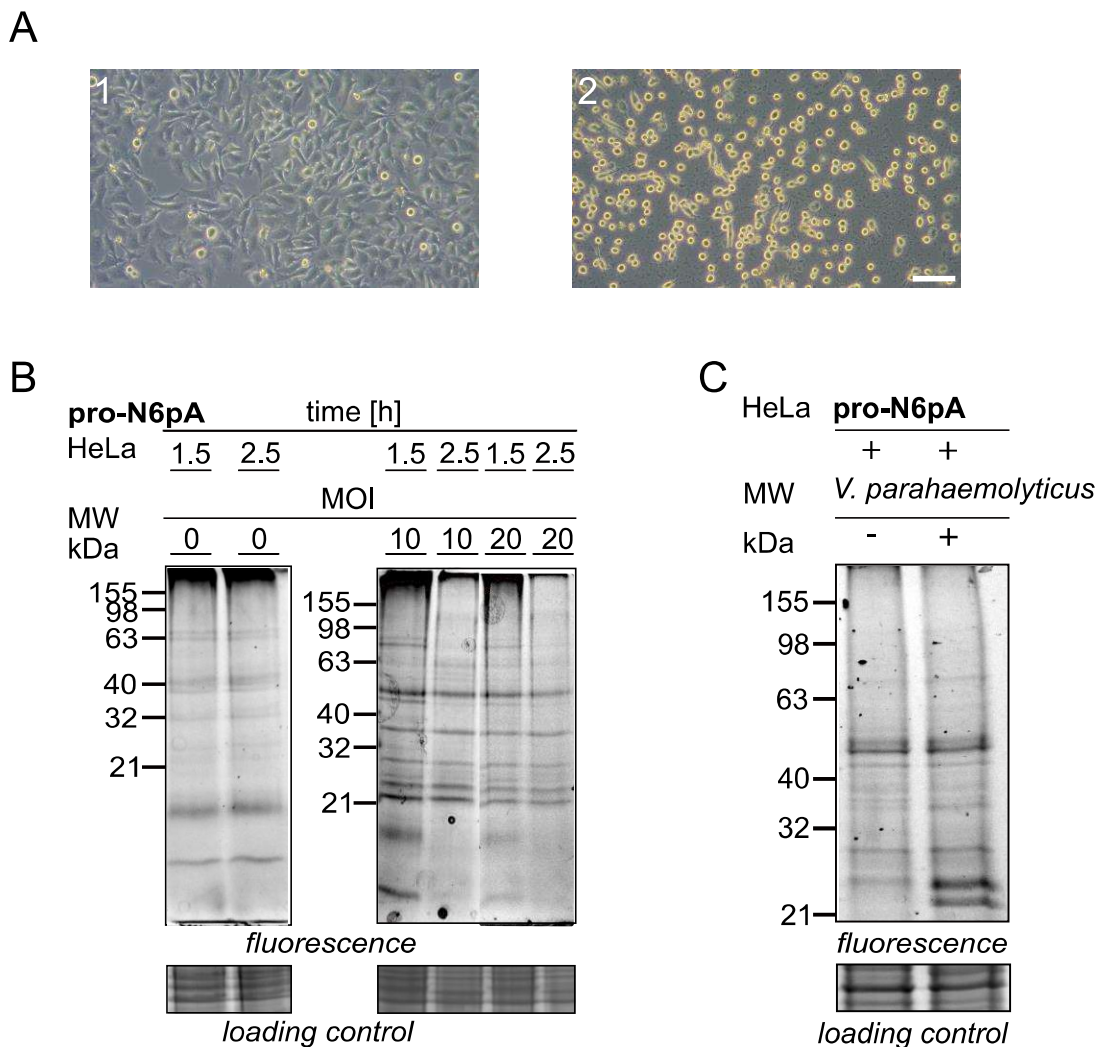 A
1
2
B
pro-N6pA time [h]
HeLa 1.5 2.5 1.5 2.5 1.5 2.5
MOI
MW
kDa 0 0 10 10 20 20
155
98
63
40
32
21
155
98
63
40
32
21
fluorescence
loading control
C
HeLa pro-N6pA
+ +
MW V. parahaemolyticus
kDa - +
155
98
63
40
32
21
fluorescence
loading control